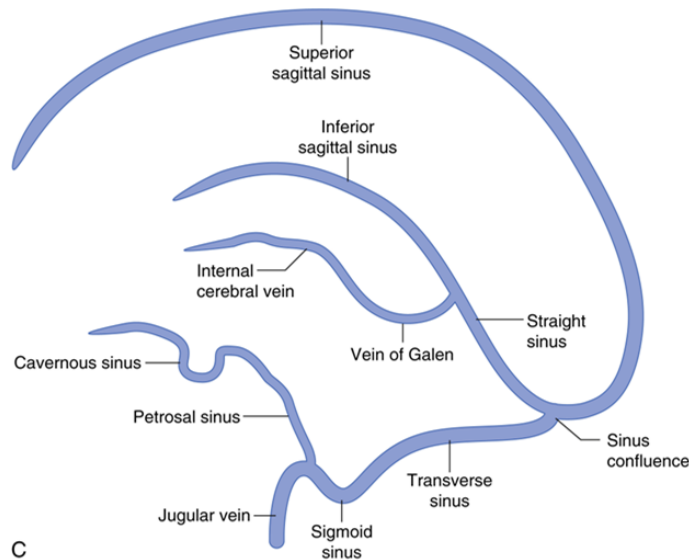 Superior
sagittal sinus
Inferior
sagittal sinus
Internal
cerebral vein
Straight
sinus
Vein of Galen
Cavernous sinus
Petrosal sinus
Sinus
confluence
Transverse
sinus
Jugular vein
Sigmoid
sinus
C